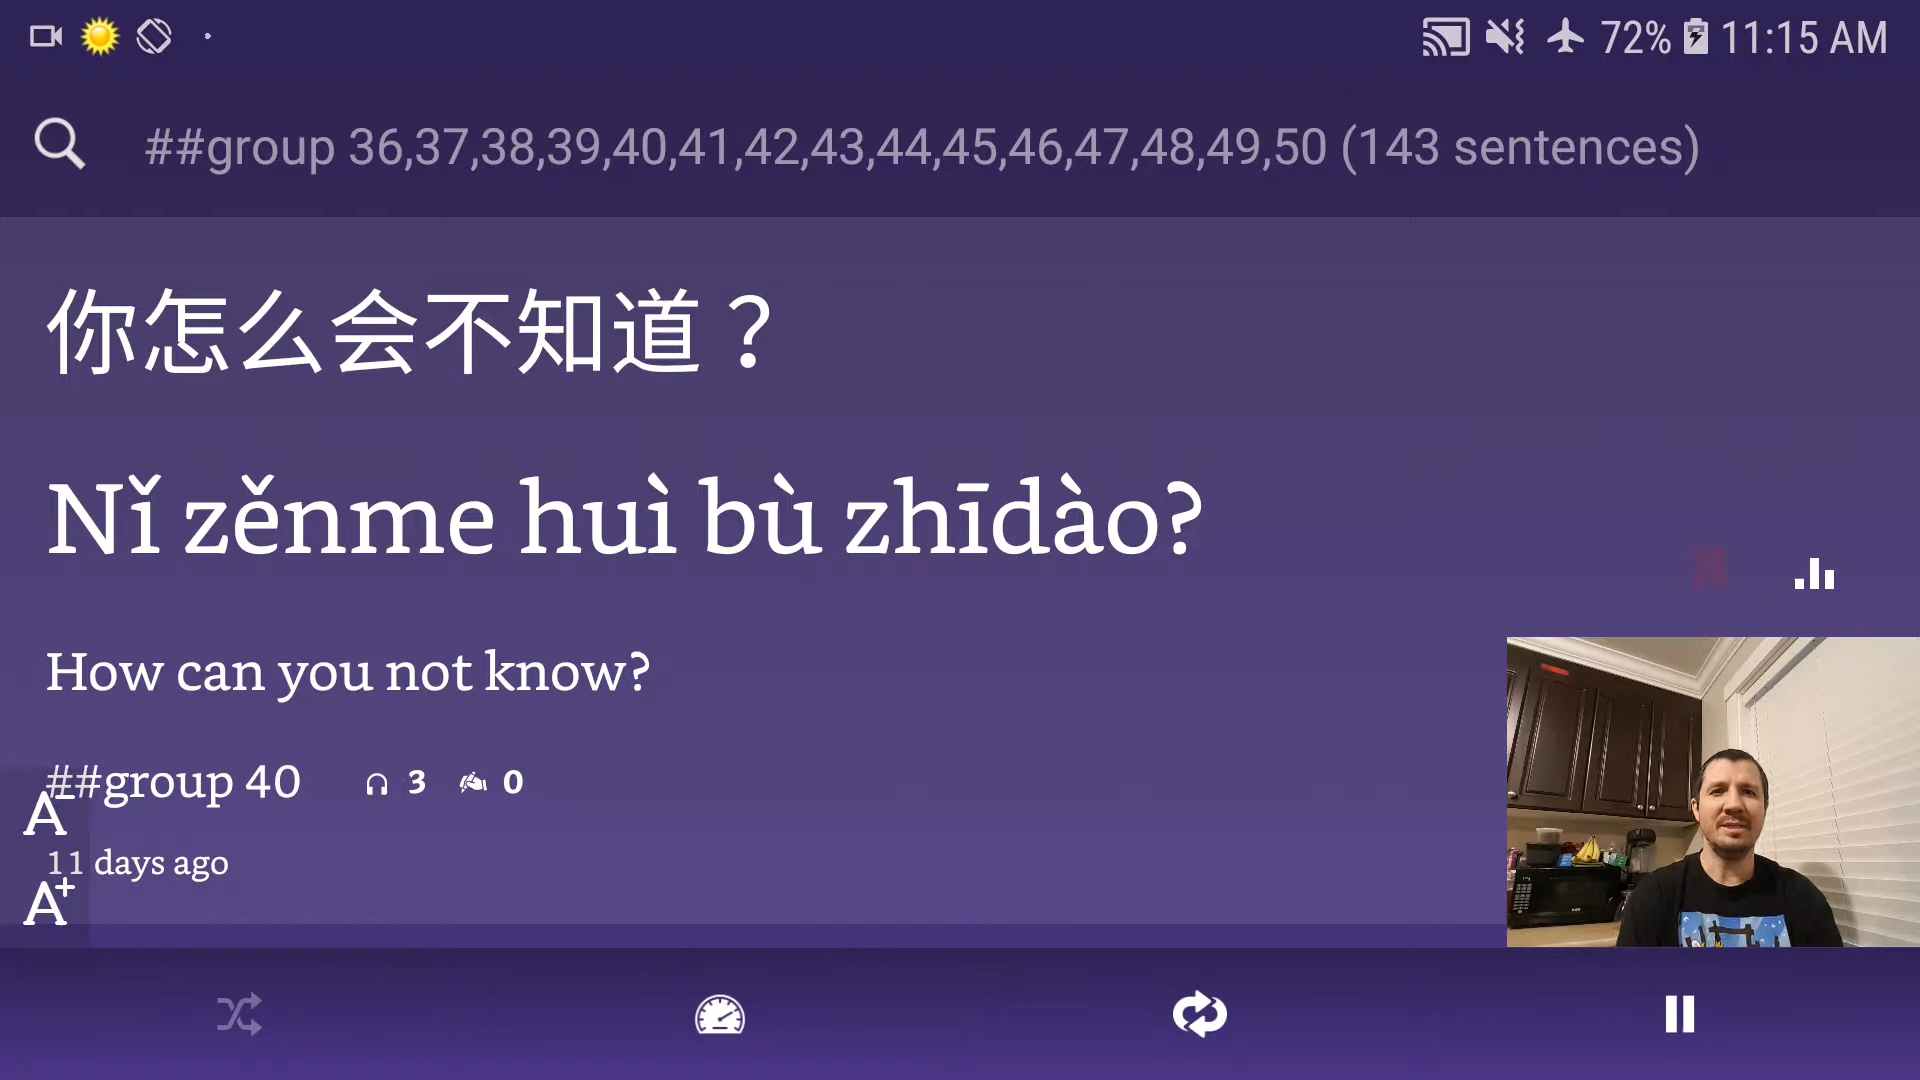 72% 11:15 AM
##group 36,37,38,39,40,41,42,43,44,45,46,47,48,49,50 (143 sentences)
你怎么会不知道？
Nǐ zěnme huì bù zhīdào?
How can you not know?
##group 40 3 0
A-
11 days ago
A+